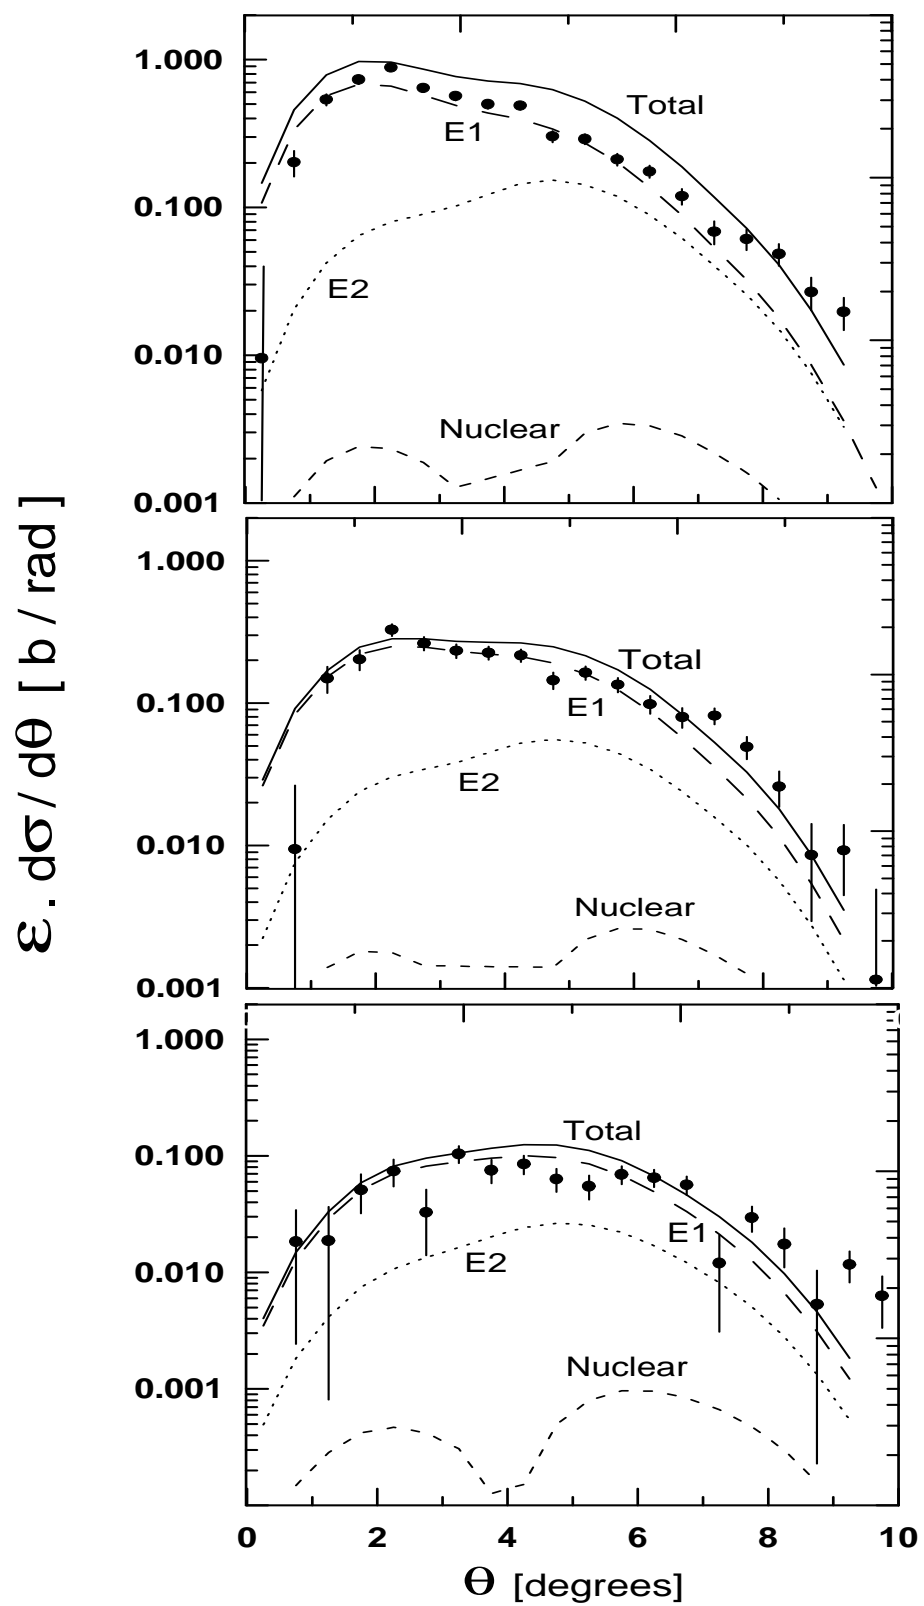 1.000
Total
E1
0.100
E2
0.010
Nuclear
0.001
1.000
Total
0.100
E1
E2
0.010
Nuclear
0.001
1.000
Total
0.100
E1
E2
0.010
Nuclear
0.001
0 2 4 6 8 10
Θ [degrees]
ε. dσ/dθ [ b / rad ]